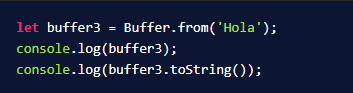 let buffer3 = Buffer.from('Hola');
console.log(buffer3);
console.log(buffer3.toString());